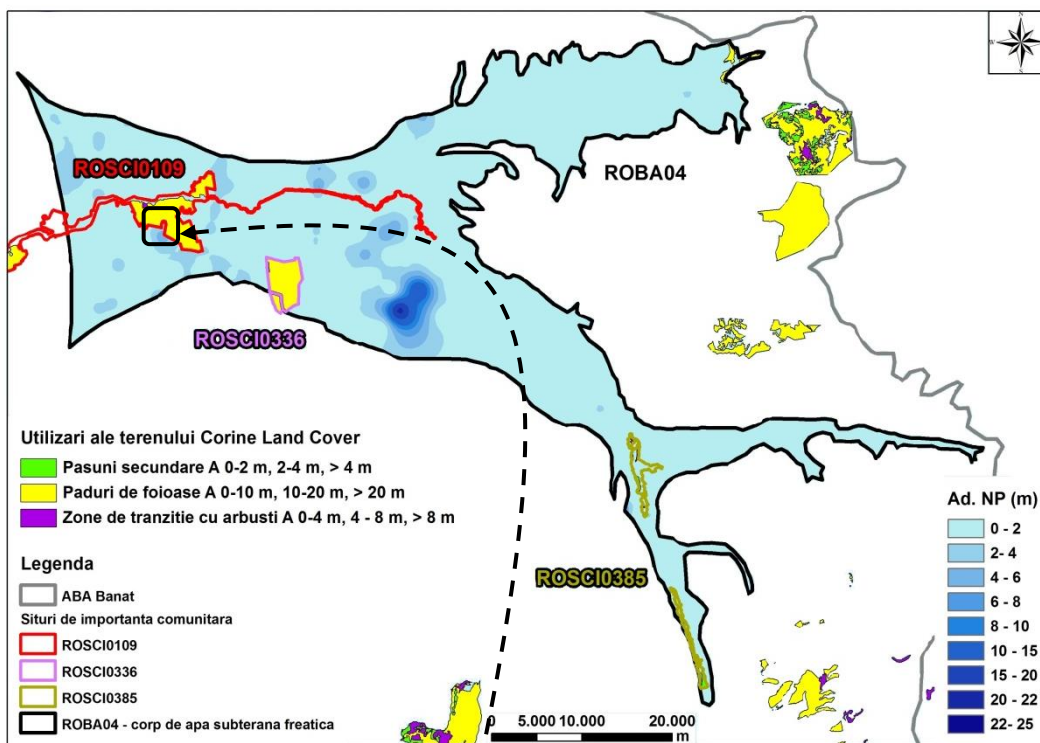 ROSCI0109
ROBA04
ROSCI0336
ROSCI0385
Utilizari ale terenului Corine Land Cover
Pasuni secundare A 0-2 m, 2-4 m, > 4 m
Paduri de foioase A 0-10 m, 10-20 m, > 20 m
Zone de tranzitie cu arbusti A 0-4 m, 4 - 8 m, > 8 m
Legenda
ABA Banat
Situri de importanta comunitara
ROSCI0109
ROSCI0336
ROSCI0385
ROBA04 - corp de apa subterana freatica
0 5.000 10.000 20.000
m
Ad. NP (m)
0 - 2
2- 4
4 - 6
6 - 8
8 - 10
10 - 15
15 - 20
20 - 22
22- 25